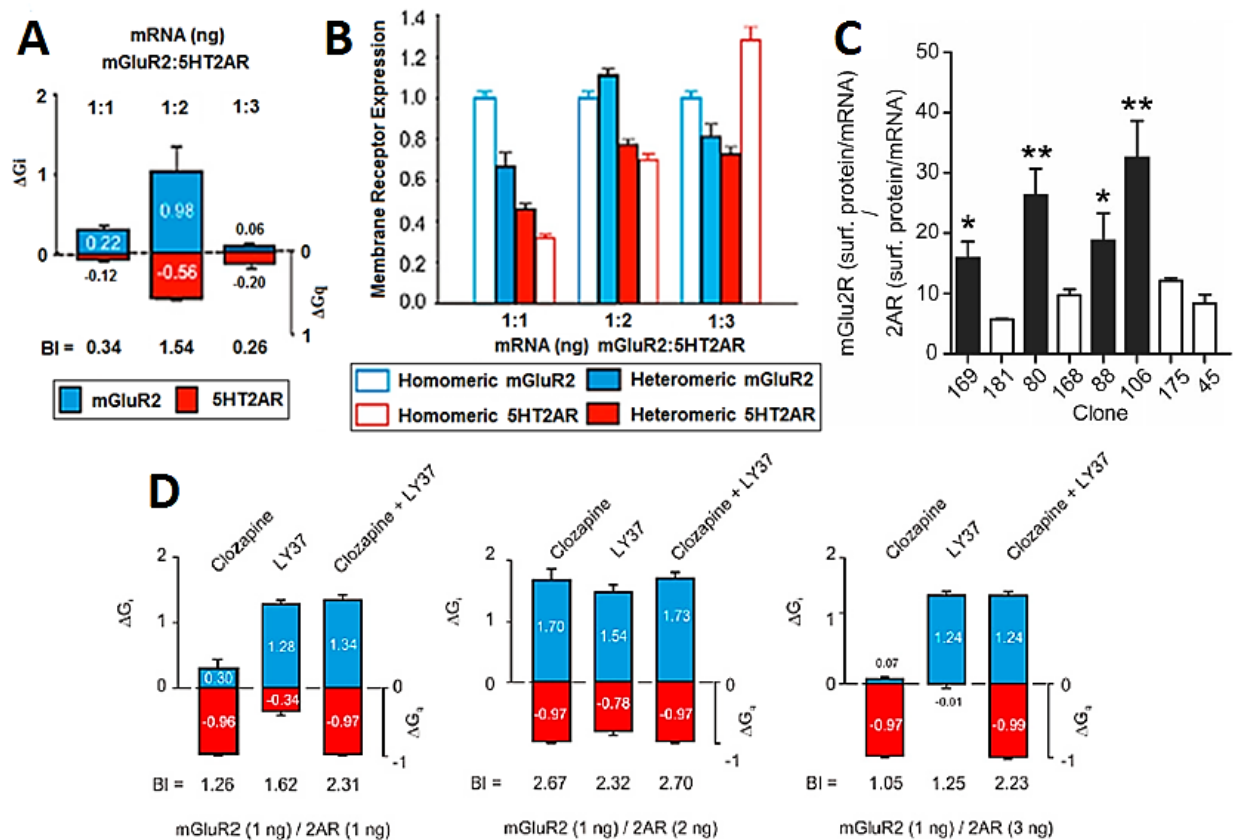 A
mRNA (ng)
mGluR2:5HT2AR
1:1 1:2 1:3
2
1
0
ΔGi
0.22
0.98
0.06
-0.12
-0.56
-0.20
0
1
ΔGq
BI = 0.34 1.54 0.26
mGluR2 5HT2AR
B
Membrane Receptor Expression
1.4
1.2
1.0
0.8
0.6
0.4
0.2
0.0
1:1 1:2 1:3
mRNA (ng) mGluR2:5HT2AR
Homomeric mGluR2 Heteromeric mGluR2
Homomeric 5HT2AR Heteromeric 5HT2AR
C
mGlu2R (surf. protein/mRNA)
/
2AR (surf. protein/mRNA)
50
40
30
20
10
0
* ** * **
169 181 80 168 88 106 175 45
Clone
D
Clozapine LY37 Clozapine + LY37
2
1
0
ΔGi
0.30 1.28 1.34
-0.96 -0.34 -0.97
0
-1
ΔGq
BI = 1.26 1.62 2.31
mGluR2 (1 ng) / 2AR (1 ng)
Clozapine LY37 Clozapine + LY37
2
1
0
ΔGi
1.70 1.54 1.73
-0.97 -0.78 -0.97
0
-1
ΔGq
BI = 2.67 2.32 2.70
mGluR2 (1 ng) / 2AR (2 ng)
Clozapine LY37 Clozapine + LY37
2
1
0
ΔGi
0.07 1.24 1.24
-0.97 -0.01 -0.99
0
-1
ΔGq
BI = 1.05 1.25 2.23
mGluR2 (1 ng) / 2AR (3 ng)